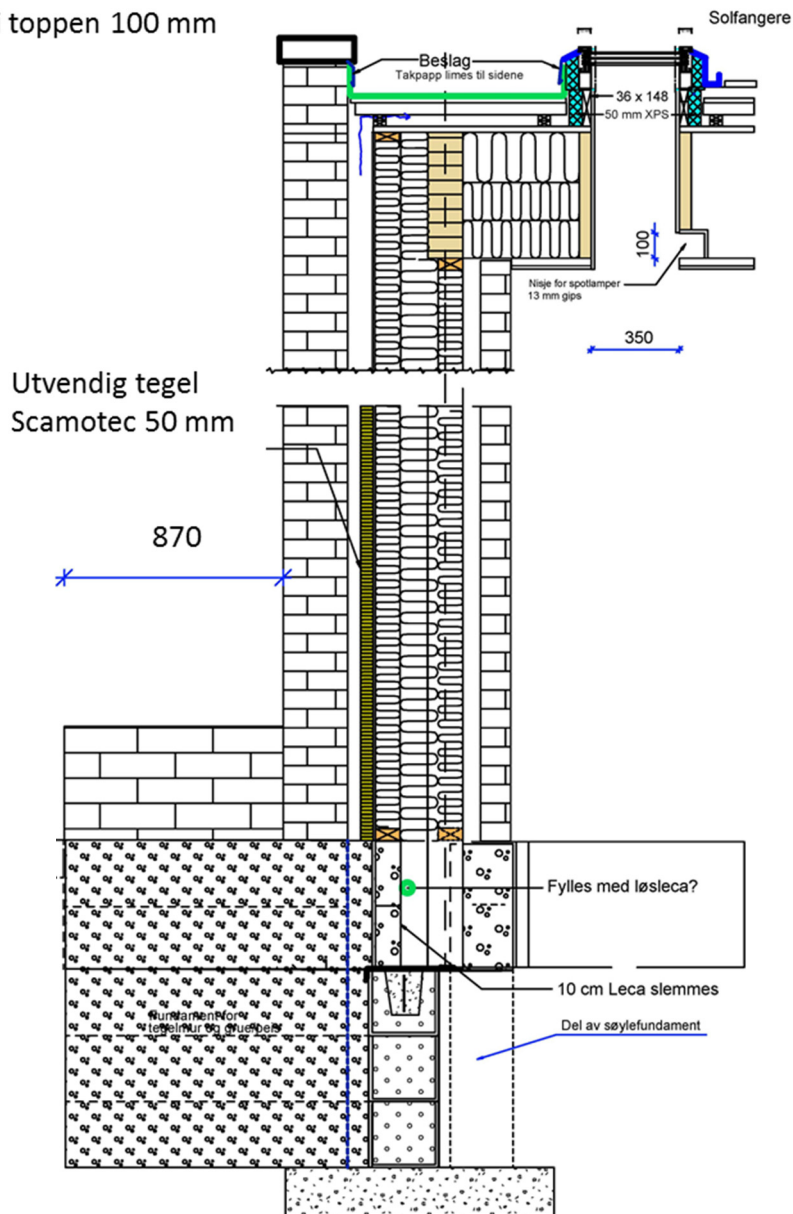 toppen 100 mm
Solfangere
Beslag
Takpapp limes til sidene
36 x 148
50 mm XPS
100
Nisje for spotlamper
13 mm gips
350
Utvendig tegel
Scamotec 50 mm
870
Fylles med løsleca?
10 cm Leca slemmes
Fundament for
tegelmur og grue/peis
Del av søylefundament